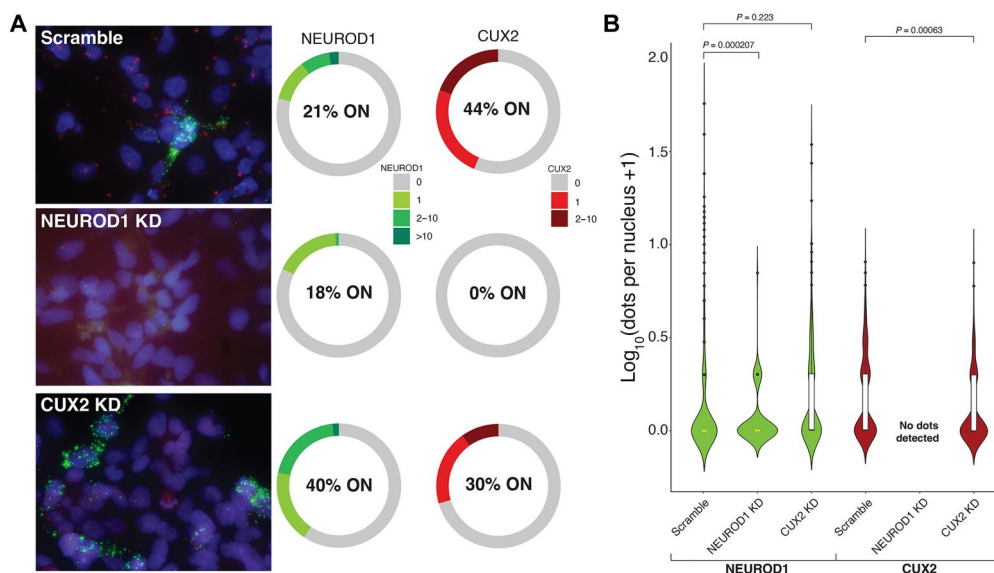 A
Scramble
NEUROD1
CUX2
21% ON
44% ON
NEUROD1
0
1
2–10
>10
CUX2
0
1
2-10
NEUROD1 KD
18% ON
0% ON
CUX2 KD
40% ON
30% ON
B
P = 0.223
P = 0.000207
P = 0.00063
Log10(dots per nucleus +1)
2.0
1.5
1.0
0.5
0.0
No dots
detected
Scramble
NEUROD1 KD
CUX2 KD
Scramble
NEUROD1 KD
CUX2 KD
NEUROD1
CUX2